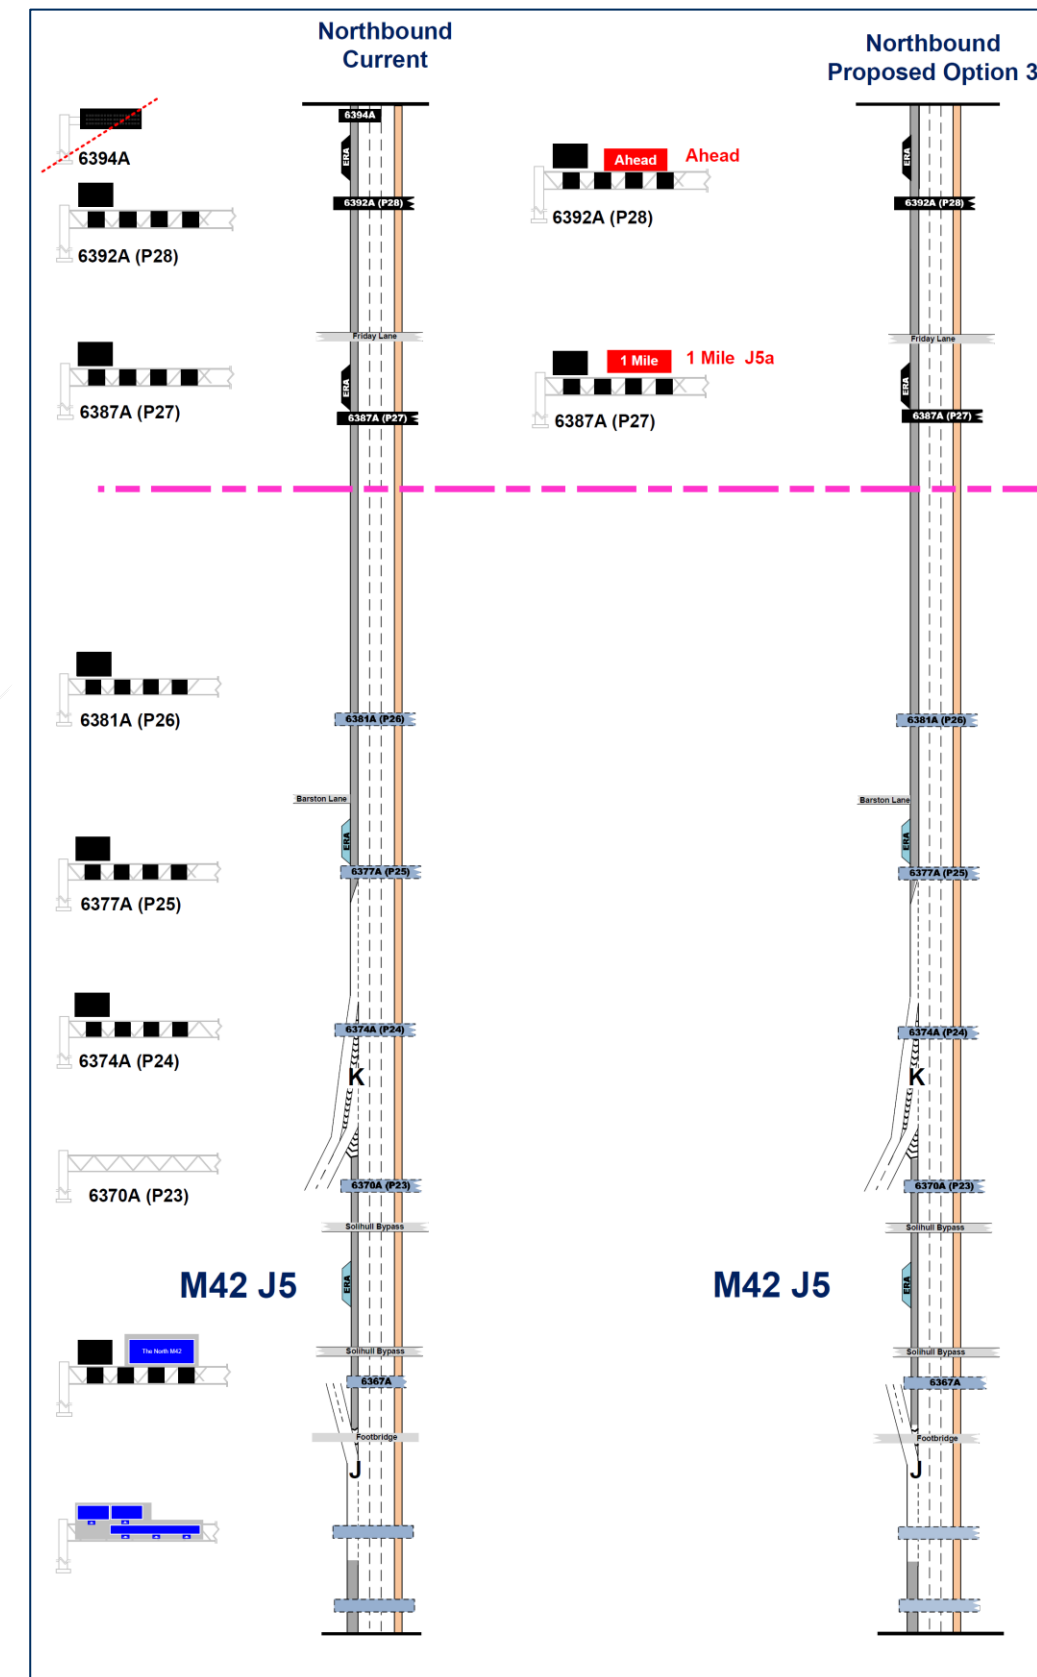 Northbound
Current
Northbound
Proposed Option 3
6394A
6394A
ERA
ERA
Ahead
Ahead
6392A (P28)
6392A (P28)
6392A (P28)
6392A (P28)
Friday Lane
Friday Lane
1 Mile
1 Mile J5a
ERA
ERA
6387A (P27)
6387A (P27)
6387A (P27)
6387A (P27)
6381A (P26)
6381A (P26)
6381A (P26)
Barston Lane
Barston Lane
ERA
ERA
6377A (P25)
6377A (P25)
6377A (P25)
6374A (P24)
6374A (P24)
6374A (P24)
K
K
6370A (P23)
6370A (P23)
6370A (P23)
Solihull Bypass
Solihull Bypass
M42 J5
ERA
M42 J5
ERA
The North M42
Solihull Bypass
Solihull Bypass
6367A
6367A
Footbridge
Footbridge
J
J